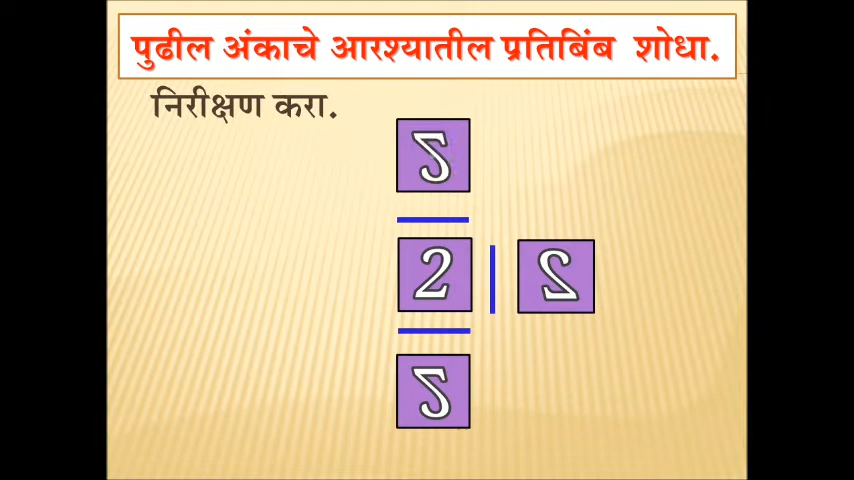 पुढील अंकाचे आरश्यातील प्रतिबिंब शोधा.
निरीक्षण करा.
2